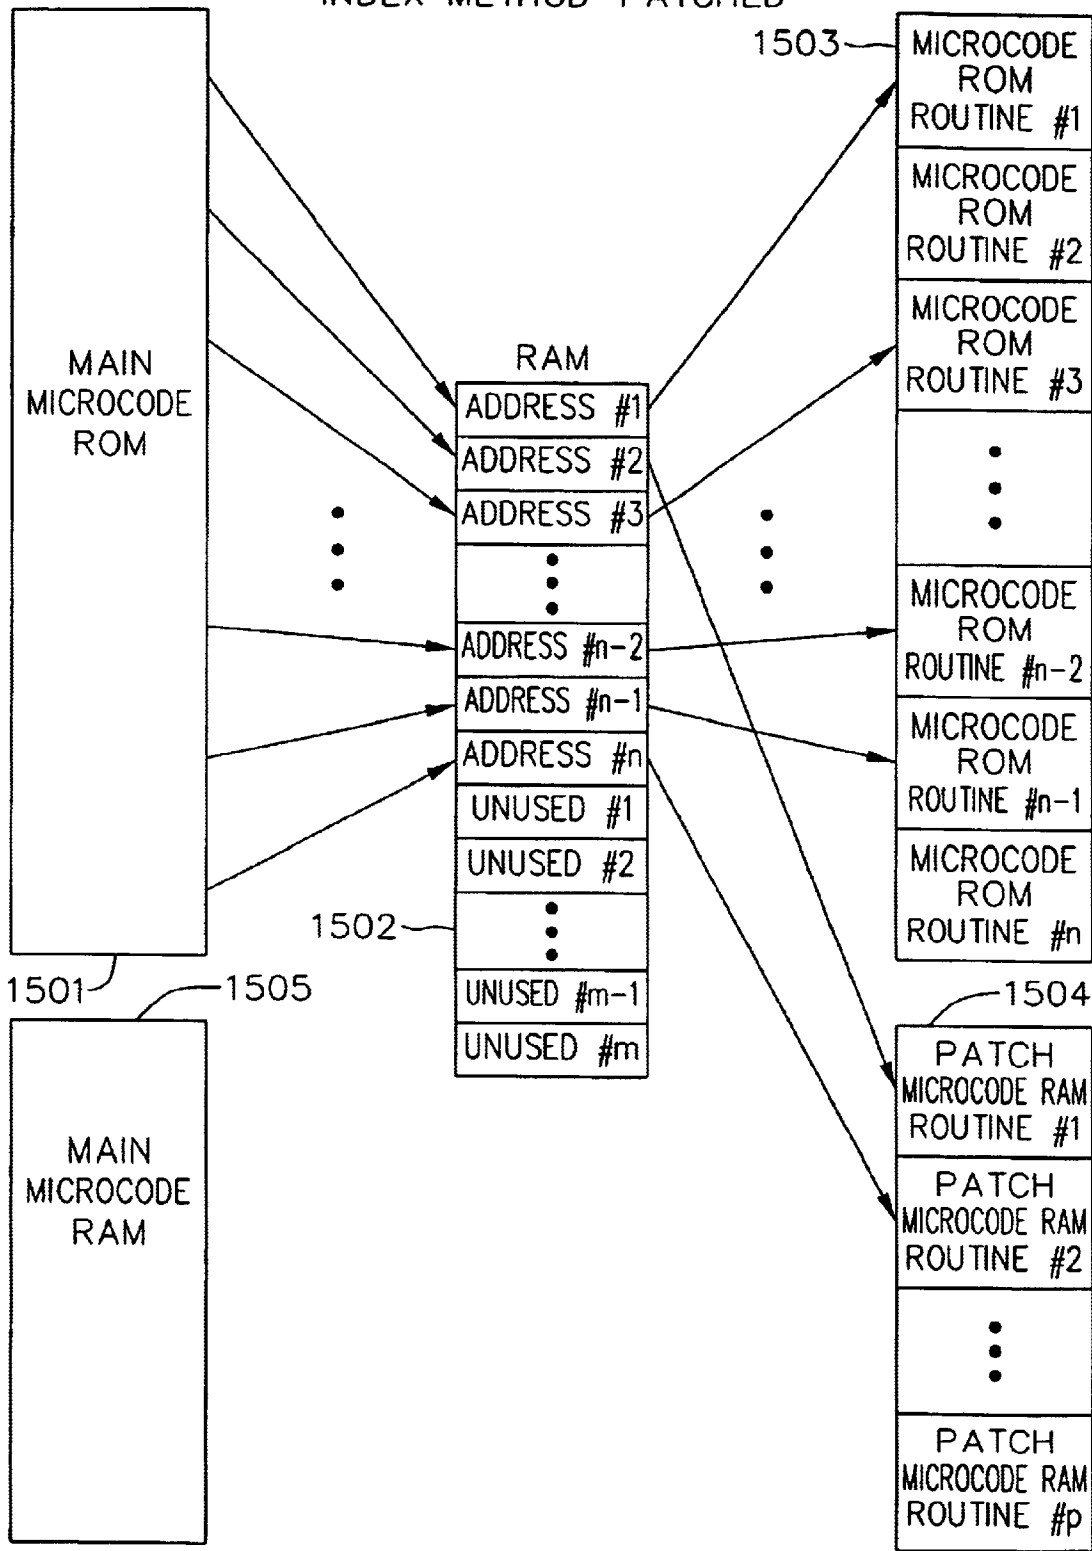 INDEX METHOD PATCHED
1503
MICROCODE
ROM
ROUTINE #1
MICROCODE
ROM
ROUTINE #2
MICROCODE
ROM
ROUTINE #3
MICROCODE
ROM
ROUTINE #n-2
MICROCODE
ROM
ROUTINE #n-1
MICROCODE
ROM
ROUTINE #n
MAIN
MICROCODE
ROM
1501
RAM
ADDRESS #1
ADDRESS #2
ADDRESS #3
ADDRESS #n-2
ADDRESS #n-1
ADDRESS #n
UNUSED #1
UNUSED #2
1502
UNUSED #m-1
UNUSED #m
1505
MAIN
MICROCODE
RAM
1504
PATCH
MICROCODE RAM
ROUTINE #1
PATCH
MICROCODE RAM
ROUTINE #2
PATCH
MICROCODE RAM
ROUTINE #p